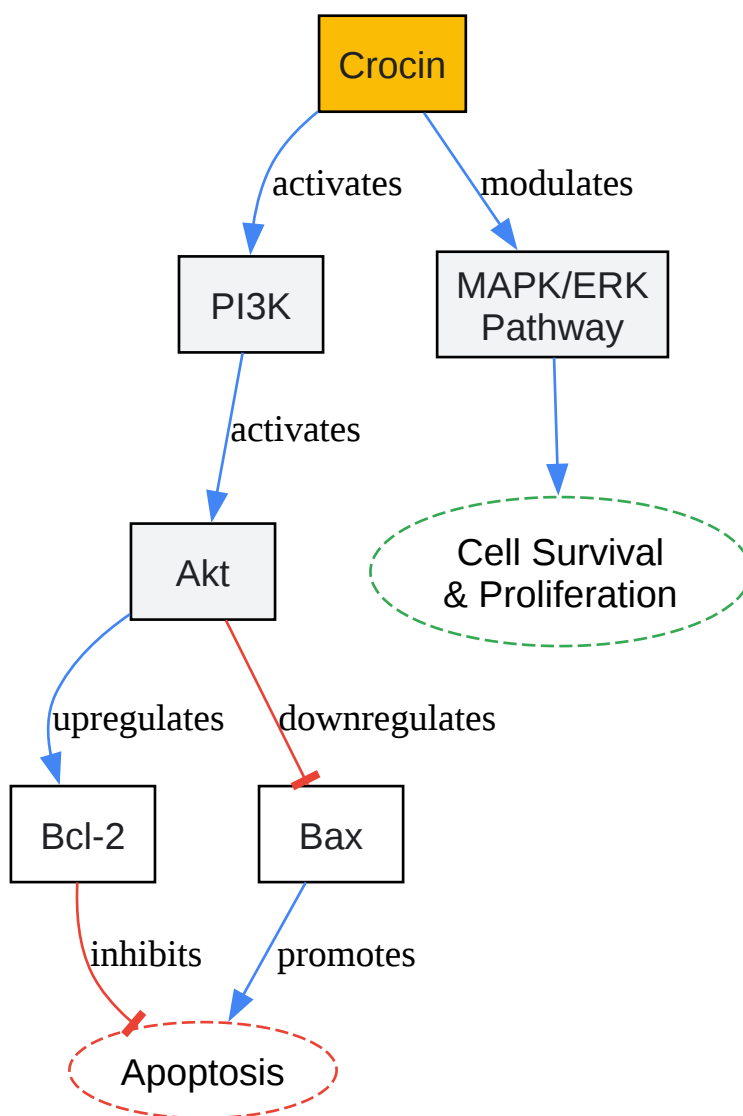 Crocin
activates
modulates
PI3K
MAPK/ERK
Pathway
activates
Akt
Cell Survival
& Proliferation
upregulates
downregulates
Bcl-2
Bax
inhibits
promotes
Apoptosis